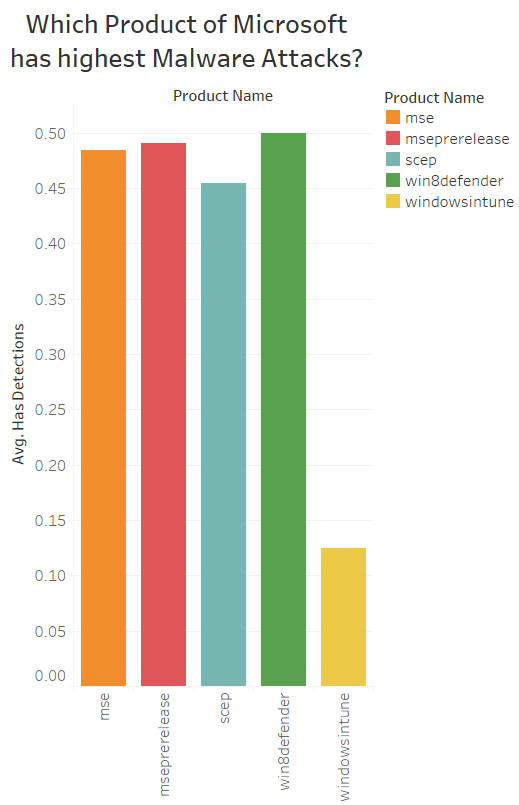 Which Product of Microsoft
has highest Malware Attacks?
Product Name
Product Name
mse
mseprerelease
scep
win8defender
windowsintune
Avg. Has Detections
0.50
0.45
0.40
0.35
0.30
0.25
0.20
0.15
0.10
0.05
0.00
mse
mseprerelease
scep
win8defender
windowsintune